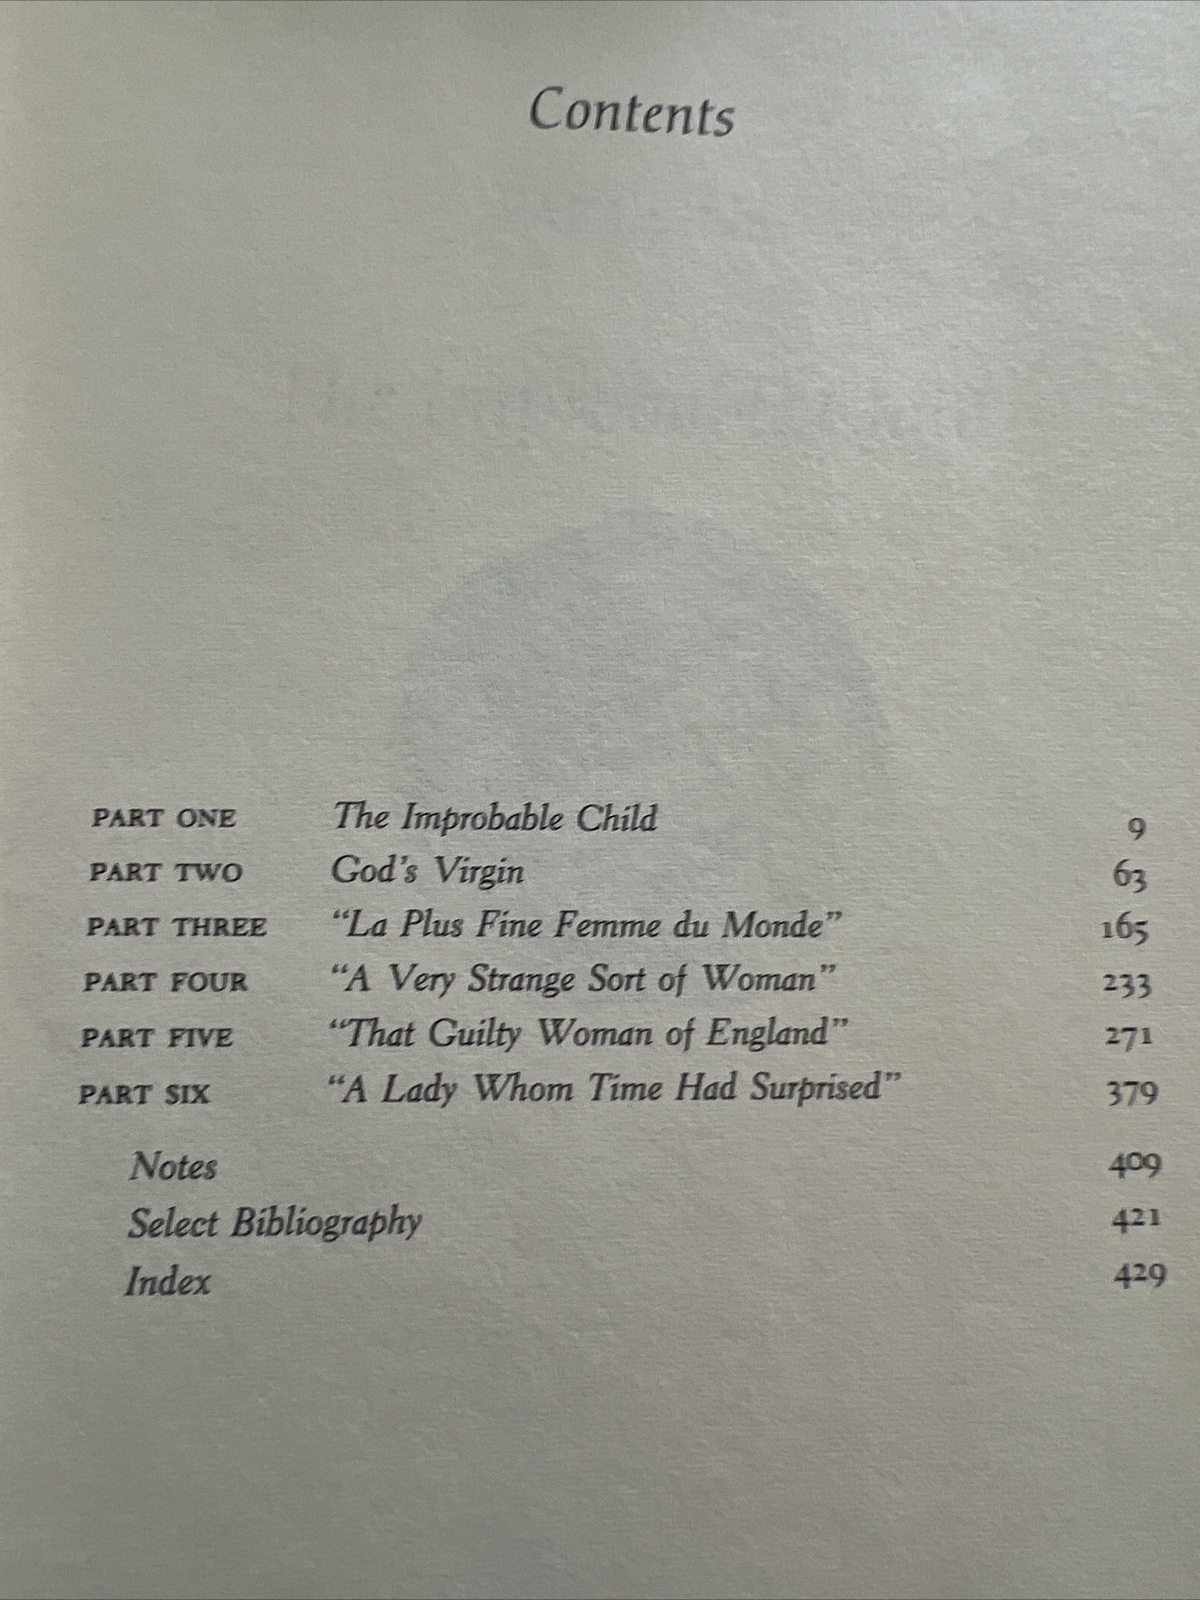 Contents
PART ONE The Improbable Child 9
PART TWO God's Virgin 63
PART THREE “La Plus Fine Femme du Monde” 165
PART FOUR “A Very Strange Sort of Woman” 233
PART FIVE “That Guilty Woman of England” 271
PART SIX “A Lady Whom Time Had Surprised” 379
Notes 409
Select Bibliography 421
Index 429